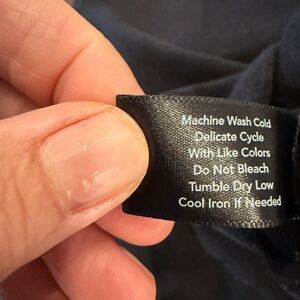 Machine Wash Cold
Delicate Cycle
With Like Colors
Do Not Bleach
Tumble Dry Low
Cool Iron If Needed